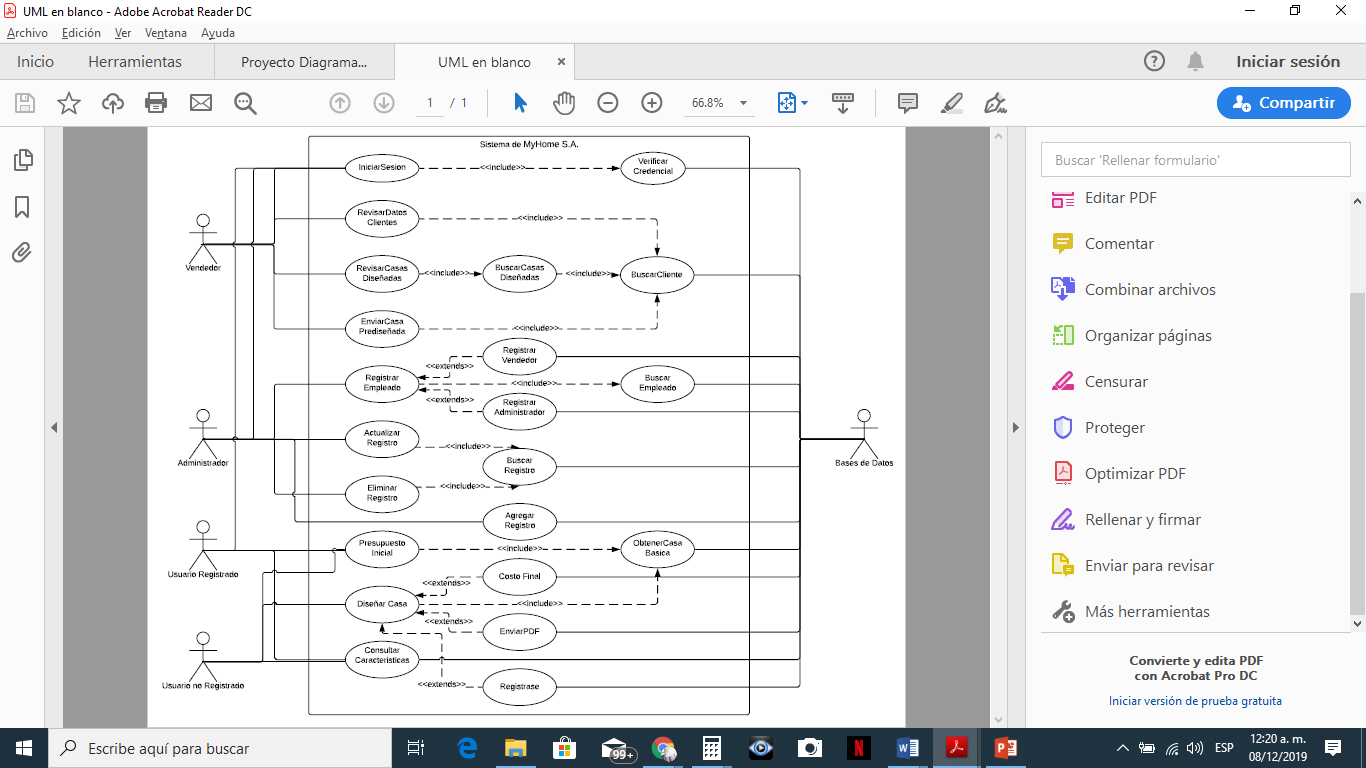 UML en blanco - Adobe Acrobat Reader DC
Archivo Edición Ver Ventana Ayuda
Inicio Herramientas Proyecto Diagrama... UML en blanco × Iniciar sesión
1 / 1 66.8% Compartir
Sistema de MyHome S.A.
IniciarSesion
<<include>>
Verificar
Credencial
RevisarDatos
Clientes
<<include>>
Vendedor
RevisarCasas
Diseñadas
<<include>>
BuscarCasas
Diseñadas
<<include>>
BuscarCliente
EnviarCasa
Prediseñada
<<include>>
Registrar
Vendedor
<<extends>>
Registrar
Empleado
<<include>>
Buscar
Empleado
<<extends>>
Registrar
Administrador
Actualizar
Registro
<<include>>
Administrador
Bases de Datos
Buscar
Registro
Eliminar
Registro
<<include>>
Agregar
Registro
Presupuesto
Inicial
<<include>>
ObtenerCasa
Basica
Usuario Registrado
Costo Final
<<extends>>
Diseñar Casa
<<include>>
<<extends>>
EnviarPDF
Consultar
Caracteristicas
Usuario no Registrado
<<extends>>
Registrase
Buscar 'Rellenar formulario'
Editar PDF
Comentar
Combinar archivos
Organizar páginas
Censurar
Proteger
Optimizar PDF
Rellenar y firmar
Enviar para revisar
Más herramientas
Convierte y edita PDF
con Acrobat Pro DC
Iniciar versión de prueba gratuita
Escribe aquí para buscar
99+
ESP
12:20 a. m.
08/12/2019